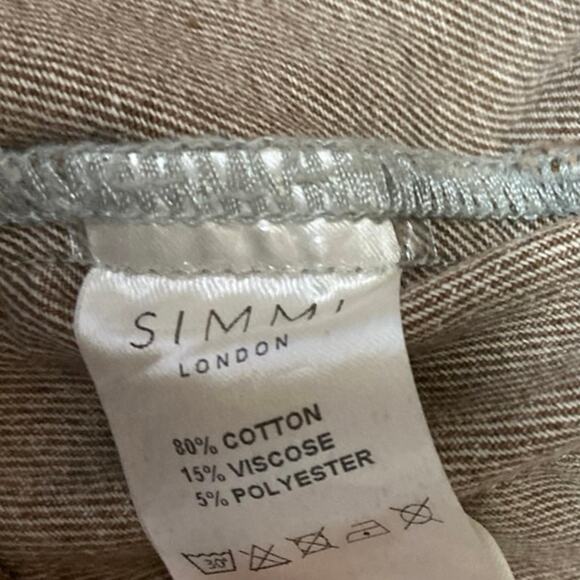 SIMMI
LONDON
80% COTTON
15% VISCOSE
5% POLYESTER
30°